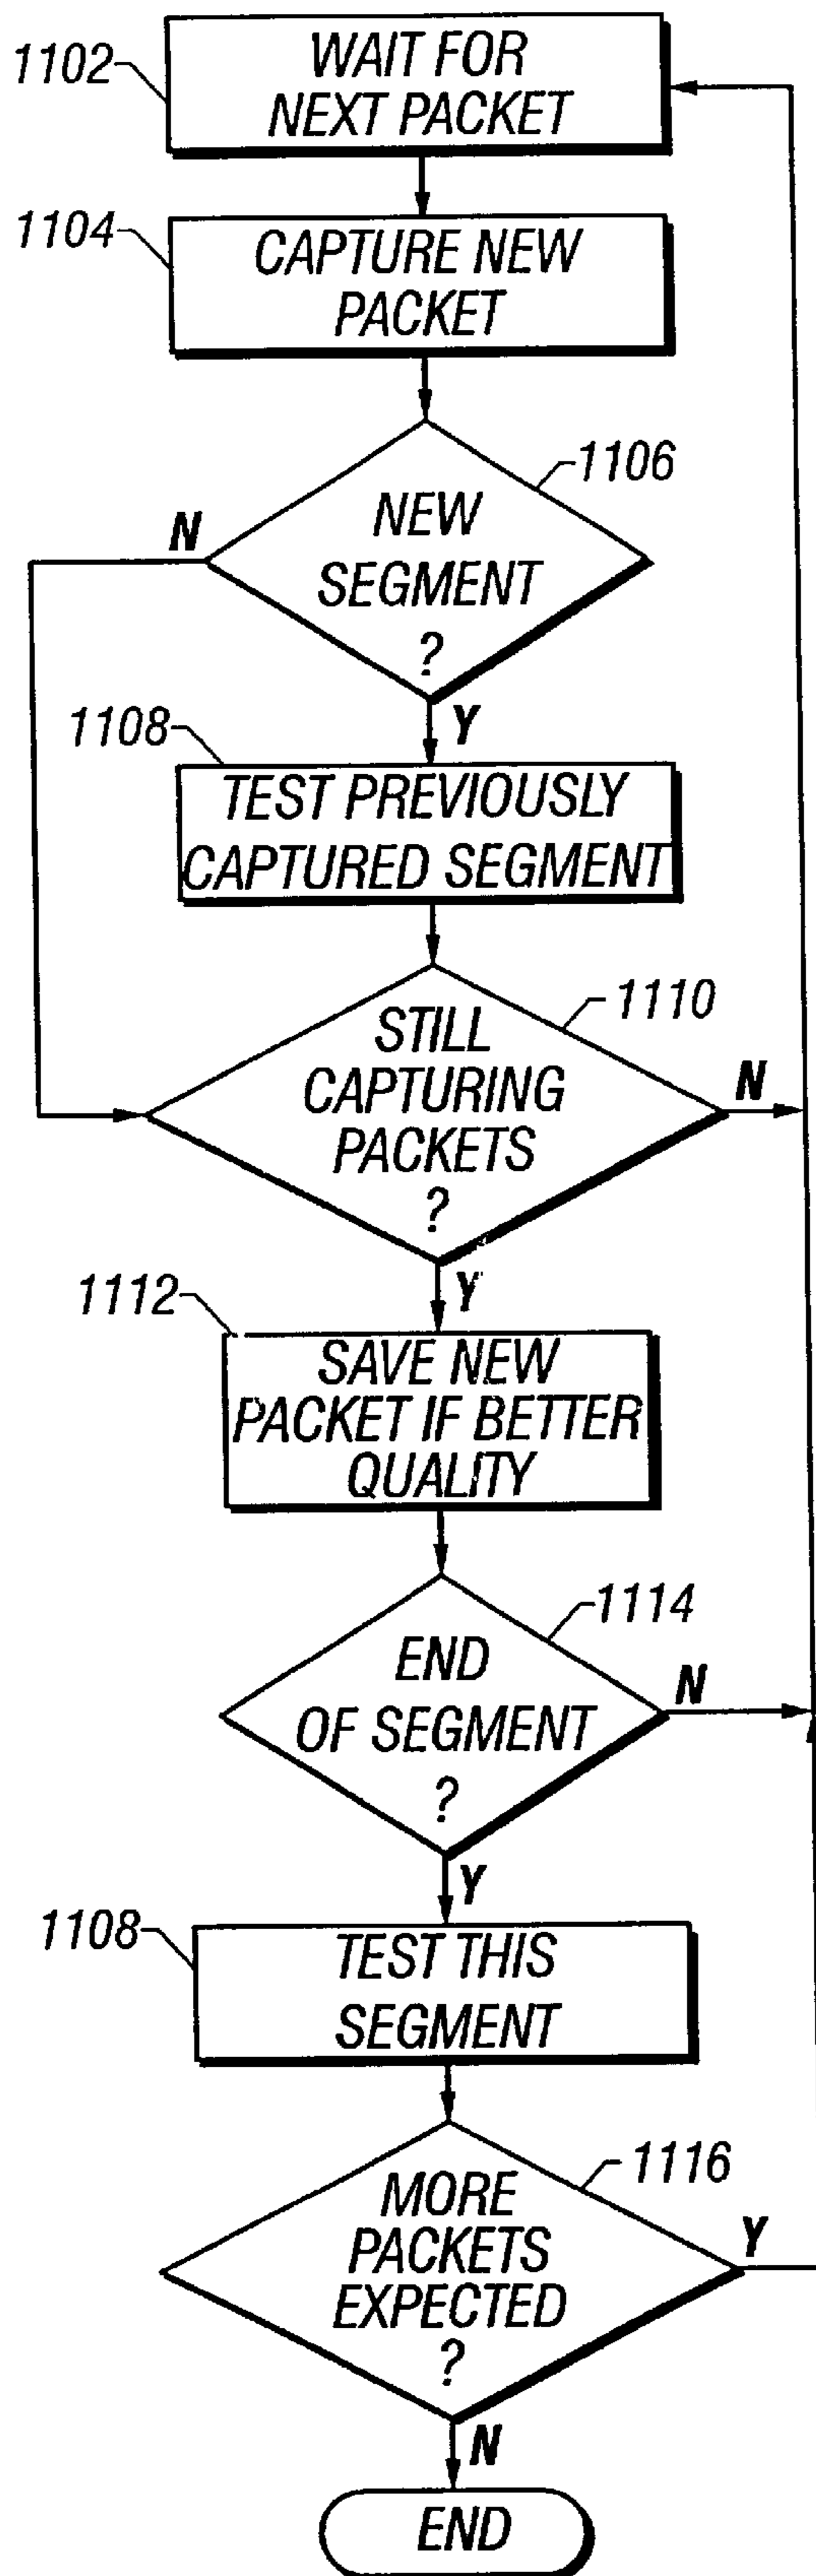 1102
WAIT FOR
NEXT PACKET
1104
CAPTURE NEW
PACKET
1106
N
NEW
SEGMENT
?
Y
1108
TEST PREVIOUSLY
CAPTURED SEGMENT
1110
STILL
CAPTURING
PACKETS
?
N
Y
1112
SAVE NEW
PACKET IF BETTER
QUALITY
1114
END
OF SEGMENT
?
N
Y
1108
TEST THIS
SEGMENT
1116
MORE
PACKETS
EXPECTED
?
Y
N
END